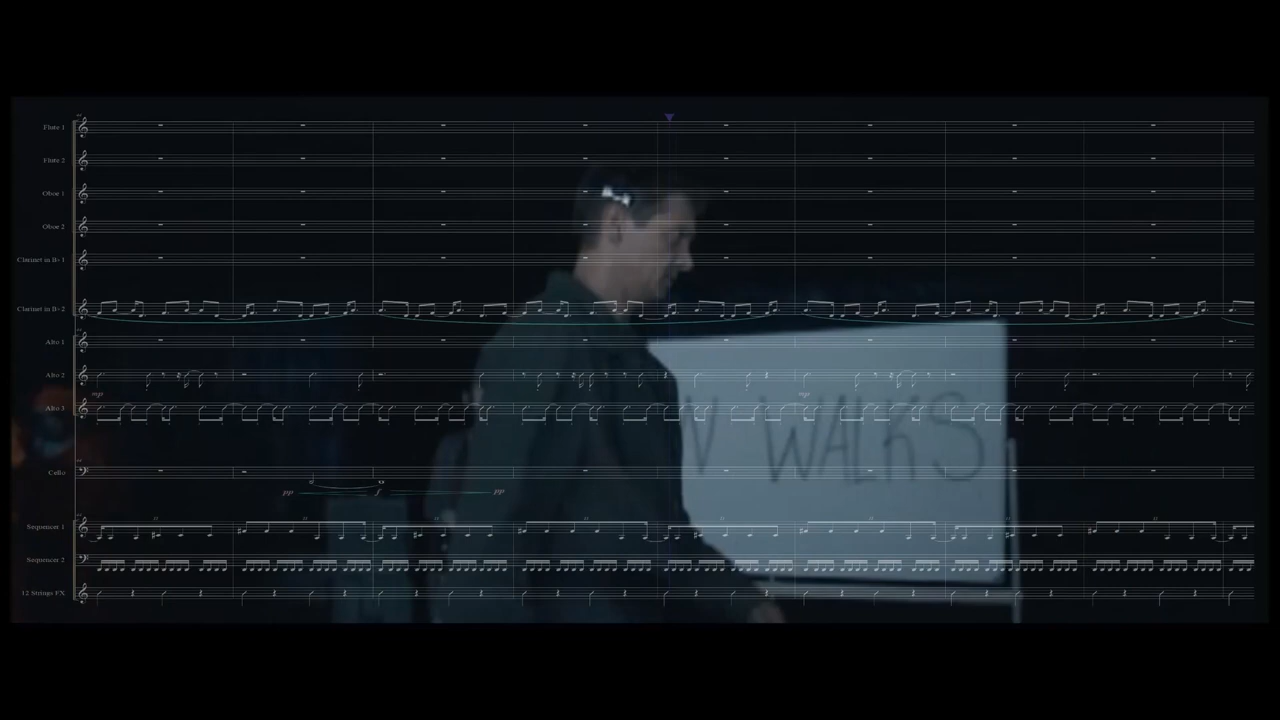 Flute 1
Flute 2
Oboe 1
Oboe 2
Clarinet in B♭ 1
Clarinet in B♭ 2
Alto 1
Alto 2
mp
mp
Alto 3
WALKS
Cello
pp f pp
Sequencer 1
Sequencer 2
12 Strings FX